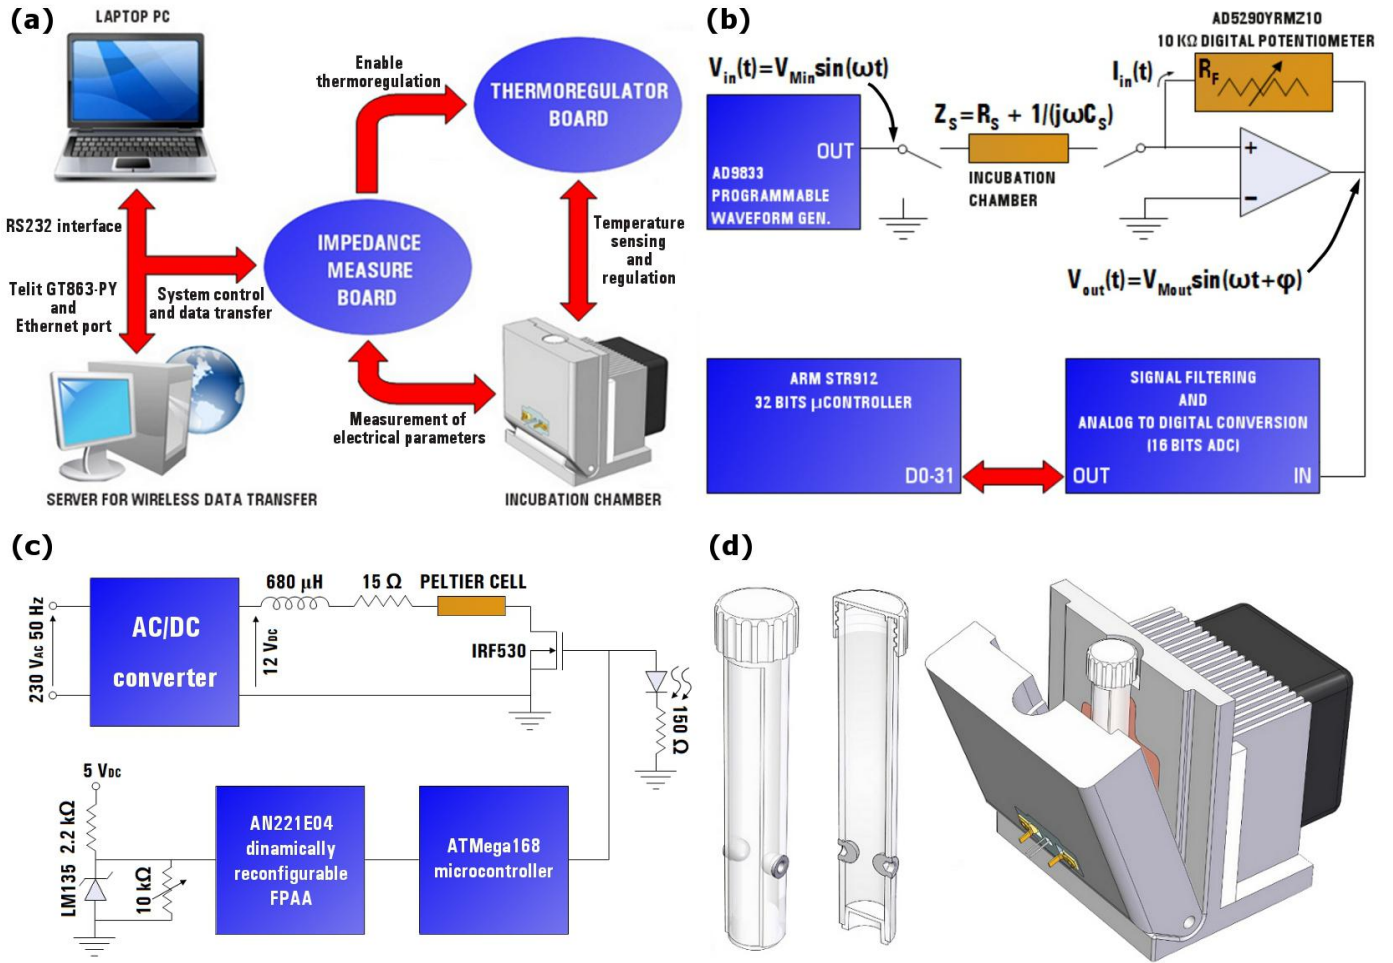 (a)
LAPTOP PC
Enable
thermoregulation
THERMOREGULATOR
BOARD
RS232 interface
IMPEDANCE
MEASURE
BOARD
Temperature
sensing
and
regulation
Telit GT863-PY
and
Ethernet port
System control
and data transfer
Measurement of
electrical parameters
SERVER FOR WIRELESS DATA TRANSFER
INCUBATION CHAMBER
(b)
AD5290YRMZ10
10 KΩ DIGITAL POTENTIOMETER
Vin(t)=VMinsin(ωt)
Iin(t)
RF
ZS=RS + 1/(jωCS)
OUT
AD9833
PROGRAMMABLE
WAVEFORM GEN.
INCUBATION
CHAMBER
+
−
Vout(t)=VMoutsin(ωt+φ)
ARM STR912
32 BITS μCONTROLLER
D0-31
SIGNAL FILTERING
AND
ANALOG TO DIGITAL CONVERSION
(16 BITS ADC)
OUT
IN
(c)
230 VAC 50 Hz
AC/DC
converter
12 VDC
680 μH
15 Ω
PELTIER CELL
IRF530
150 Ω
5 VDC
2.2 kΩ
LM135
10 kΩ
AN221E04
dinamically
reconfigurable
FPAA
ATMega168
microcontroller
(d)